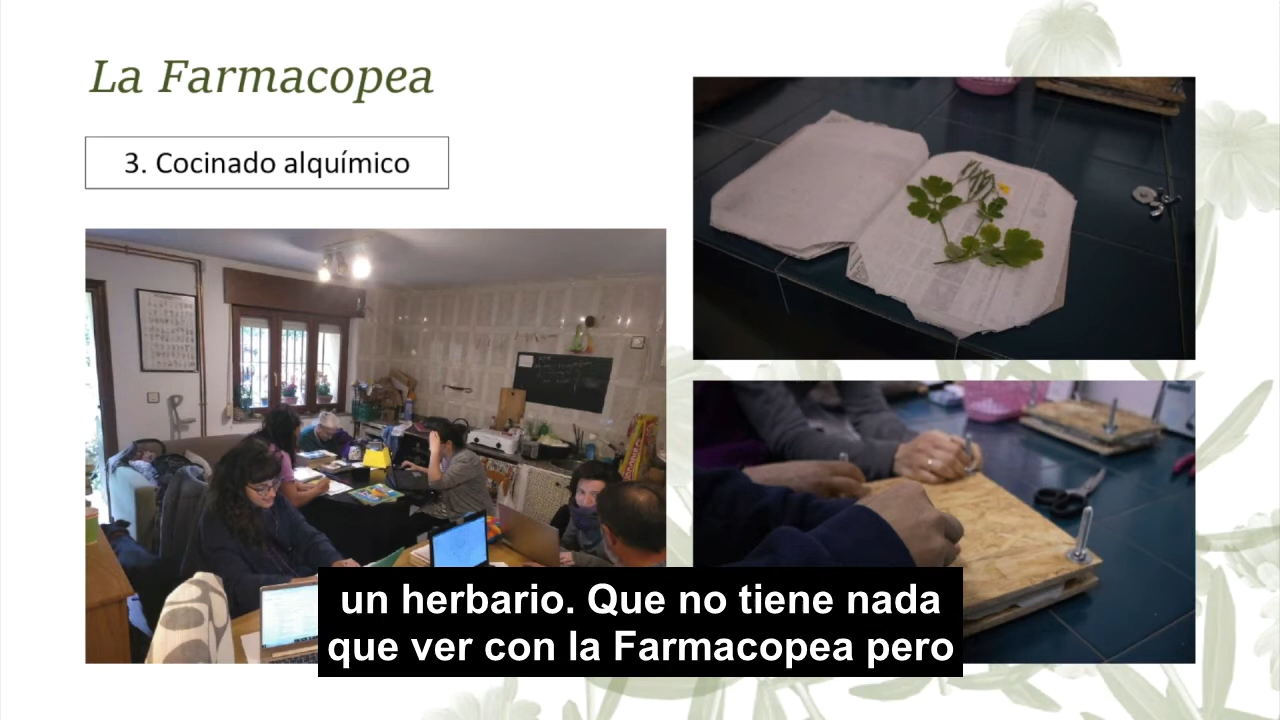 La Farmacopea
3. Cocinado alquímico
un herbario. Que no tiene nada
que ver con la Farmacopea pero